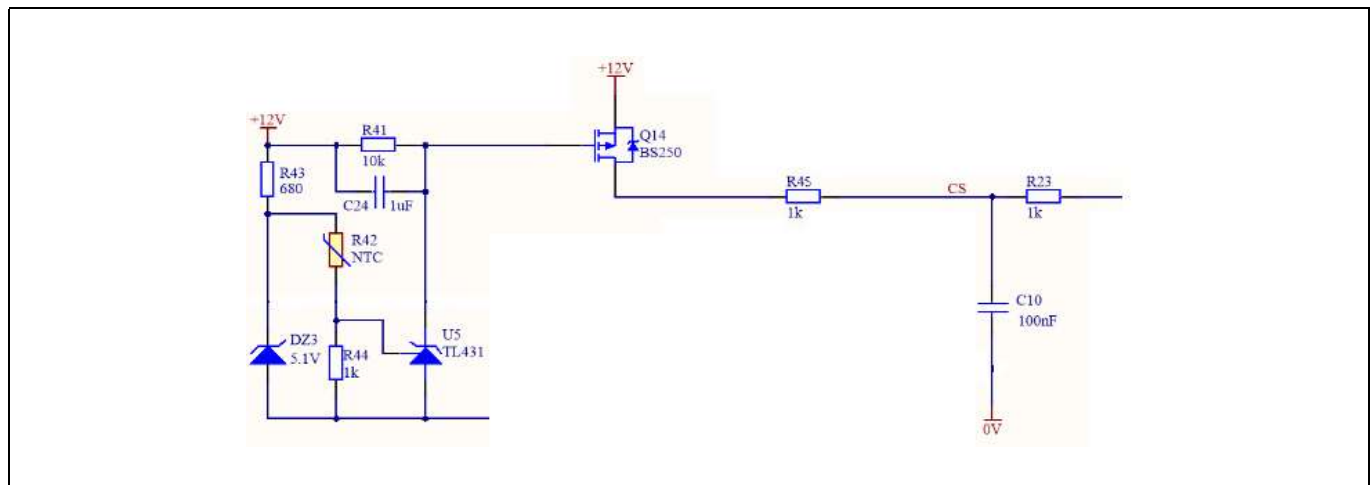 +12V
+12V
R41
10k
Q14
BS250
R43
680
C24
1uF
R45
1k
CS
R23
1k
R42
NTC
C10
100nF
DZ3
5.1V
R44
1k
U5
TL431
0V